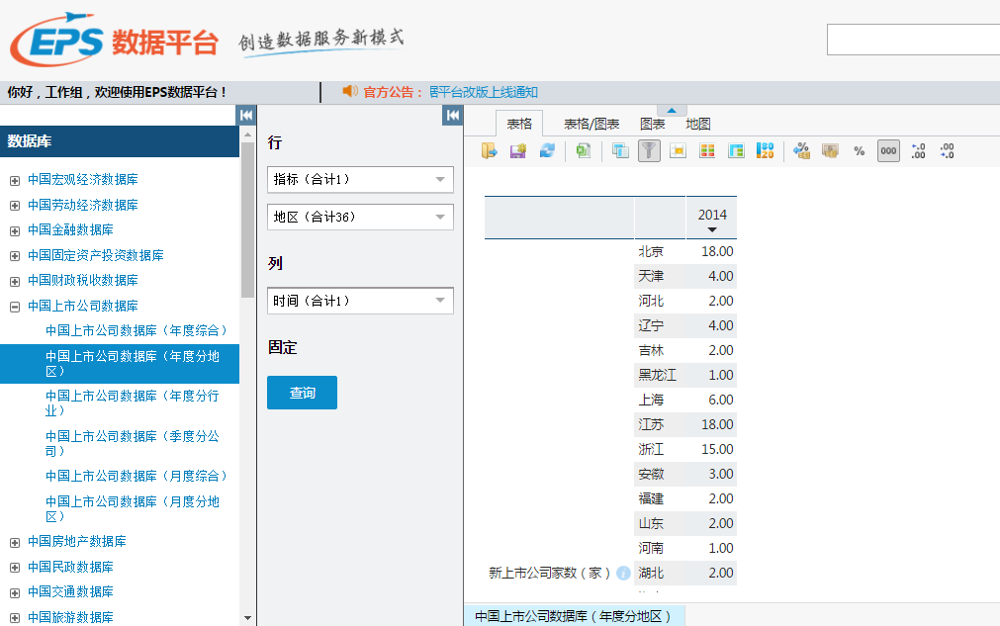 EPS 数据平台 创造数据服务新模式
你好，工作组，欢迎使用EPS数据平台！
官方公告： 平台改版上线通知
数据库
中国宏观经济数据库
中国劳动经济数据库
中国金融数据库
中国固定资产投资数据库
中国财政税收数据库
中国上市公司数据库
中国上市公司数据库（年度综合）
中国上市公司数据库（年度分地
区）
中国上市公司数据库（年度分行
业）
中国上市公司数据库（季度分公
司）
中国上市公司数据库（月度综合）
中国上市公司数据库（月度分地
区）
中国房地产数据库
中国民政数据库
中国交通数据库
中国旅游数据库
行
指标（合计1）
地区（合计36）
列
时间（合计1）
固定
查询
表格 表格/图表 图表 地图
% 000 .00 .00
2014
北京 18.00
天津 4.00
河北 2.00
辽宁 4.00
吉林 2.00
黑龙江 1.00
上海 6.00
江苏 18.00
浙江 15.00
安徽 3.00
福建 2.00
山东 2.00
河南 1.00
新上市公司家数（家） 湖北 2.00
中国上市公司数据库（年度分地区）